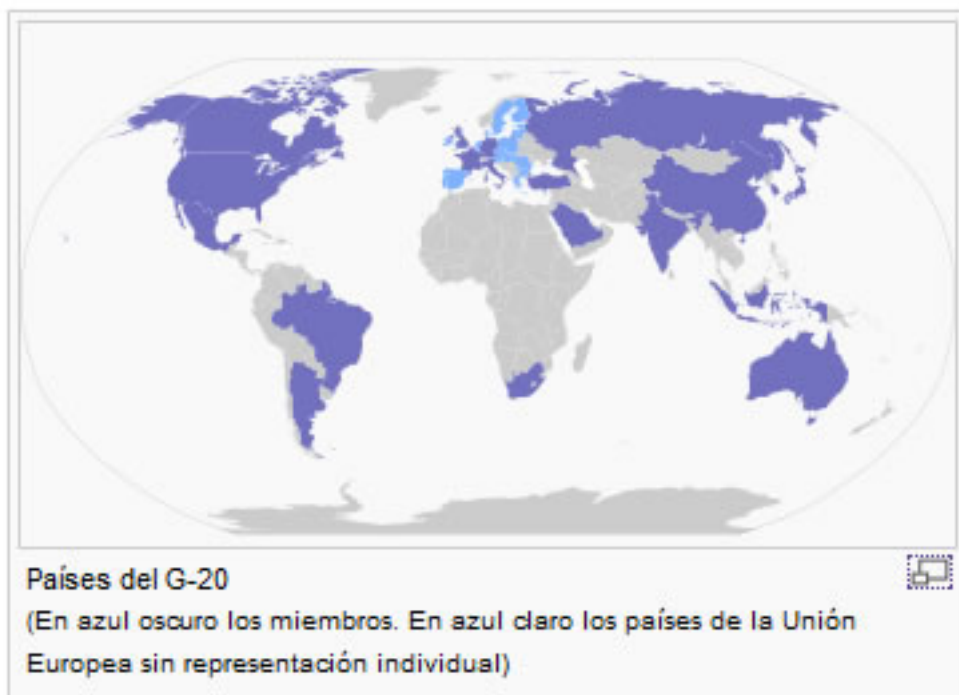 Países del G-20
(En azul oscuro los miembros. En azul claro los países de la Unión
Europea sin representación individual)